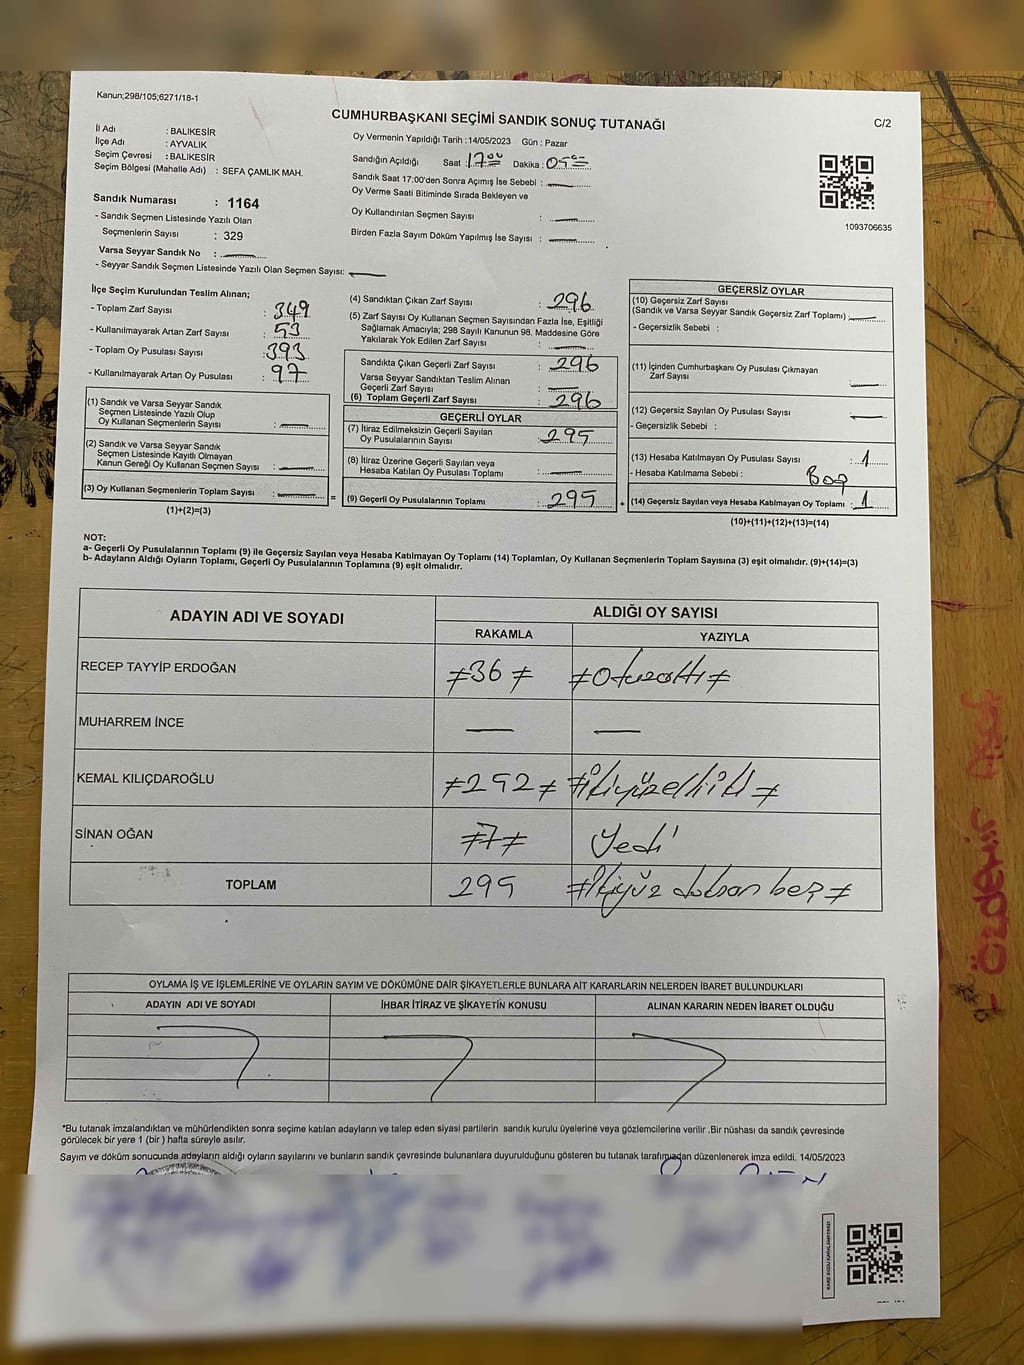 Kanun;298/105;6271/18-1
CUMHURBAŞKANI SEÇİMİ SANDIK SONUÇ TUTANAĞI
C/2
İl Adı : BALIKESİR
İlçe Adı : AYVALIK
Seçim Çevresi : BALIKESİR
Seçim Bölgesi (Mahalle Adı) : SEFA ÇAMLIK MAH.
Oy Vermenin Yapıldığı Tarih :14/05/2023 Gün : Pazar
Sandığın Açıldığı Saat :17:00 Dakika :05
Sandık Saat 17:00'den Sonra Açımış İse Sebebi :
Oy Verme Saati Bitiminde Sırada Bekleyen ve
Oy Kullandırılan Seçmen Sayısı :
Birden Fazla Sayım Döküm Yapılmış İse Sayısı :
1093706635
Sandık Numarası : 1164
- Sandık Seçmen Listesinde Yazılı Olan
Seçmenlerin Sayısı : 329
Varsa Seyyar Sandık No :
- Seyyar Sandık Seçmen Listesinde Yazılı Olan Seçmen Sayısı:
İlçe Seçim Kurulundan Teslim Alınan;
- Toplam Zarf Sayısı : 349
- Kullanılmayarak Artan Zarf Sayısı : 53
- Toplam Oy Pusulası Sayısı : 393
- Kullanılmayarak Artan Oy Pusulası : 97
(1) Sandık ve Varsa Seyyar Sandık
Seçmen Listesinde Yazılı Olup
Oy Kullanan Seçmenlerin Sayısı :
(2) Sandık ve Varsa Seyyar Sandık
Seçmen Listesinde Kayıtlı Olmayan
Kanun Gereği Oy Kullanan Seçmen Sayısı :
(3) Oy Kullanan Seçmenlerin Toplam Sayısı :
(1)+(2)=(3)
(4) Sandıktan Çıkan Zarf Sayısı : 296
(5) Zarf Sayısı Oy Kullanan Seçmen Sayısından Fazla İse, Eşitliği
Sağlamak Amacıyla; 298 Sayılı Kanunun 98. Maddesine Göre
Yakılarak Yok Edilen Zarf Sayısı :
Sandıkta Çıkan Geçerli Zarf Sayısı : 296
Varsa Seyyar Sandıktan Teslim Alınan
Geçerli Zarf Sayısı :
(6) Toplam Geçerli Zarf Sayısı : 296
GEÇERLİ OYLAR
(7) İtiraz Edilmeksizin Geçerli Sayılan
Oy Pusulalarının Sayısı : 295
(8) İtiraz Üzerine Geçerli Sayılan veya
Hesaba Katılan Oy Pusulası Toplamı :
= (9) Geçerli Oy Pusulalarının Toplamı : 295 +
GEÇERSİZ OYLAR
(10) Geçersiz Zarf Sayısı
(Sandık ve Varsa Seyyar Sandık Geçersiz Zarf Toplamı)
- Geçersizlik Sebebi :
(11) İçinden Cumhurbaşkanı Oy Pusulası Çıkmayan
Zarf Sayısı :
(12) Geçersiz Sayılan Oy Pusulası Sayısı :
- Geçersizlik Sebebi :
(13) Hesaba Katılmayan Oy Pusulası Sayısı : 1
- Hesaba Katılmama Sebebi : Boş
(14) Geçersiz Sayılan veya Hesaba Katılmayan Oy Toplamı : 1
(10)+(11)+(12)+(13)=(14)
NOT:
a- Geçerli Oy Pusulalarının Toplamı (9) ile Geçersiz Sayılan veya Hesaba Katılmayan Oy Toplamı (14) Toplamları, Oy Kullanan Seçmenlerin Toplam Sayısına (3) eşit olmalıdır. (9)+(14)=(3)
b- Adayların Aldığı Oyların Toplamı, Geçerli Oy Pusulalarının Toplamına (9) eşit olmalıdır.
ADAYIN ADI VE SOYADI
ALDIĞI OY SAYISI
RAKAMLA YAZIYLA
RECEP TAYYİP ERDOĞAN ≠36≠ ≠Otuzaltı≠
MUHARREM İNCE — —
KEMAL KILIÇDAROĞLU ≠252≠ ≠ikiyüzelliiki≠
SİNAN OĞAN ≠7≠ Yedi
TOPLAM 295 ≠İkiyüz doksan beş≠
OYLAMA İŞ VE İŞLEMLERİNE VE OYLARIN SAYIM VE DÖKÜMÜNE DAİR ŞİKAYETLERLE BUNLARA AİT KARARLARIN NELERDEN İBARET BULUNDUKLARI
ADAYIN ADI VE SOYADI İHBAR İTİRAZ VE ŞİKAYETİN KONUSU ALINAN KARARIN NEDEN İBARET OLDUĞU
*Bu tutanak imzalandıktan ve mühürlendikten sonra seçime katılan adayların ve talep eden siyasi partilerin sandık kurulu üyelerine veya gözlemcilerine verilir .Bir nüshası da sandık çevresinde
görülecek bir yere 1 (bir ) hafta süreyle asılır.
Sayım ve döküm sonucunda adayların aldığı oyların sayılarını ve bunların sandık çevresinde bulunanlara duyurulduğunu gösteren bu tutanak tarafımızdan düzenlenerek imza edildi. 14/05/2023
ÖZDEMİR